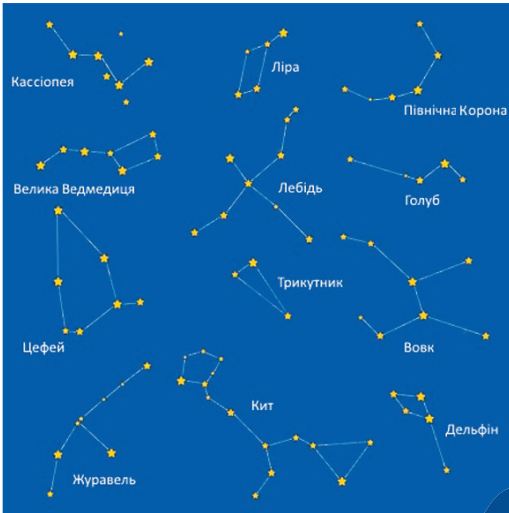 Кассіопея
Ліра
Північна Корона
Велика Ведмедиця
Лебідь
Голуб
Трикутник
Цефей
Вовк
Кит
Дельфін
Журавель